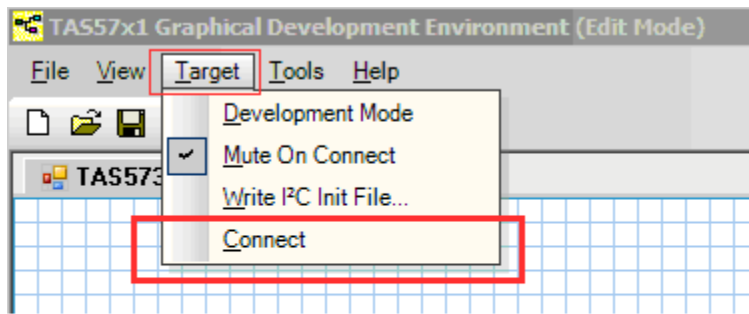 TAS57x1 Graphical Development Environment (Edit Mode)
File View Target Tools Help
Development Mode
Mute On Connect
TAS573
Write I²C Init File...
Connect